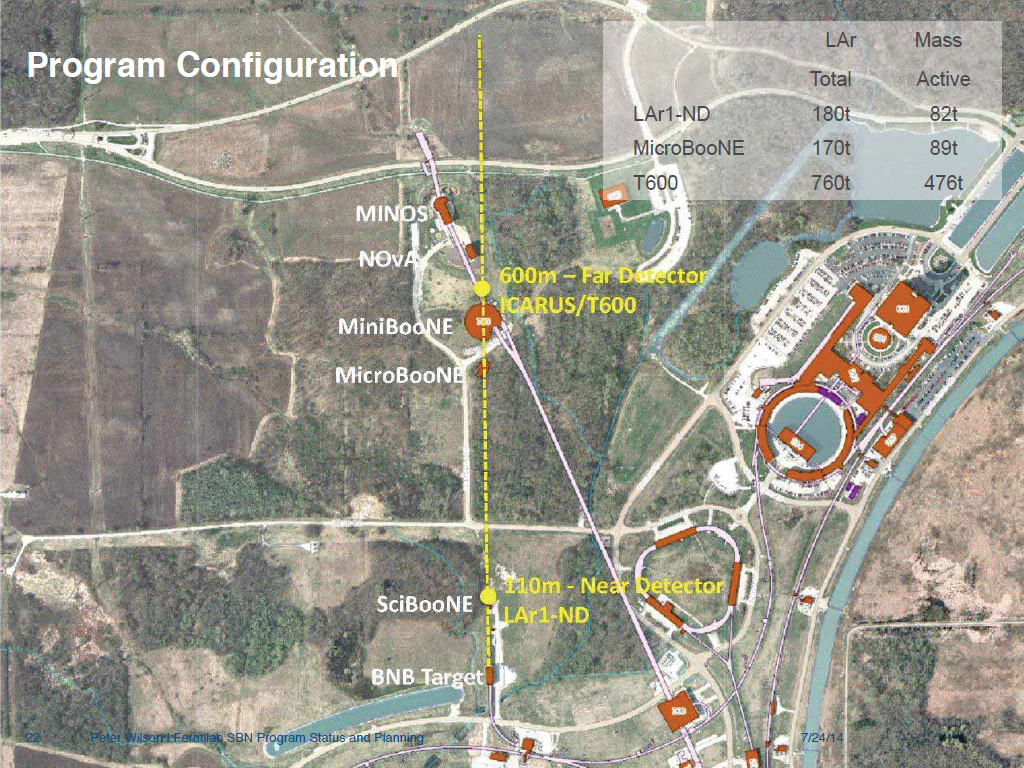 Program Configuration
LAr Mass
Total Active
LAr1-ND 180t 82t
MicroBooNE 170t 89t
T600 760t 476t
MINOS
NOvA
600m – Far Detector
ICARUS/T600
MiniBooNE
MicroBooNE
110m - Near Detector
SciBooNE
LAr1-ND
BNB Target
22 Peter Wilson | Fermilab SBN Program Status and Planning 7/24/14